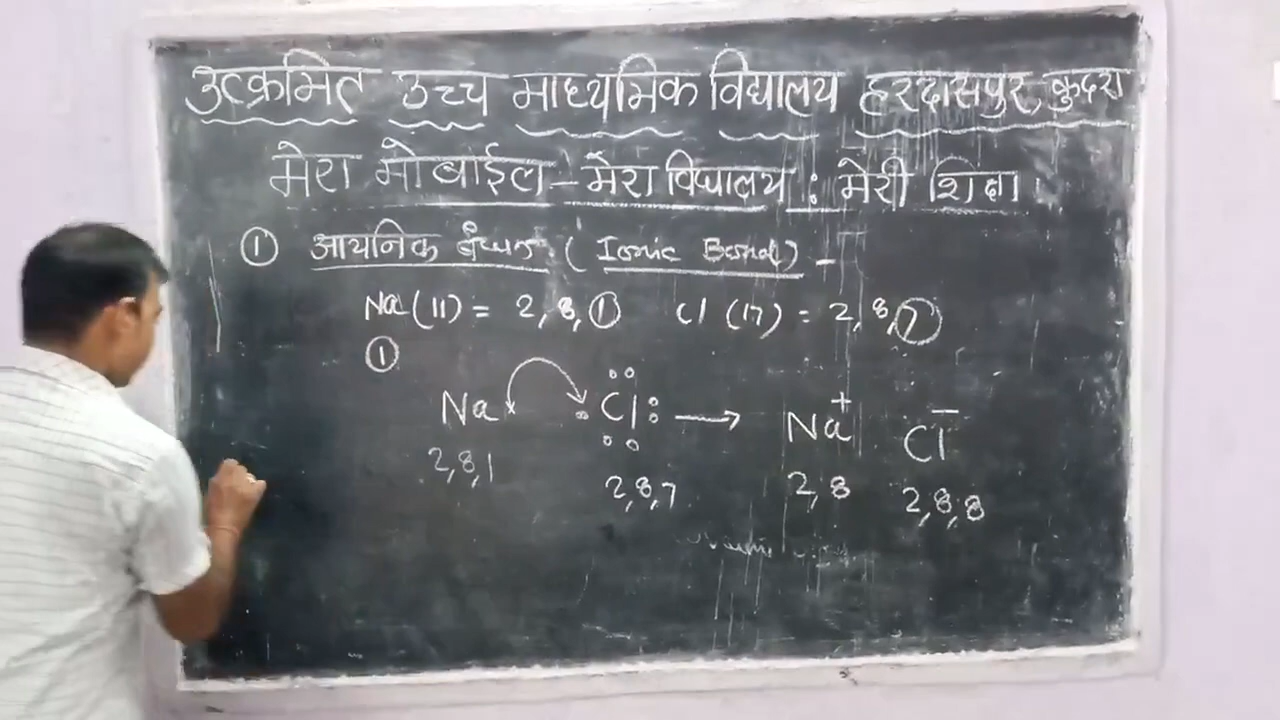 उत्क्रमित उच्च माध्यमिक विद्यालय हरदासपुर, कुदरा
मेरा मोबाईल - मेरा विद्यालय : मेरी शिक्षा ।
① आयनिक बंधन ( Ionic Bond ) -
Na (11) = 2, 8, ① Cl (17) = 2, 8, ⑦
①
Na × :Cl: → Na⁺ Cl⁻
2,8,1 2,8,7 2,8 2,8,8